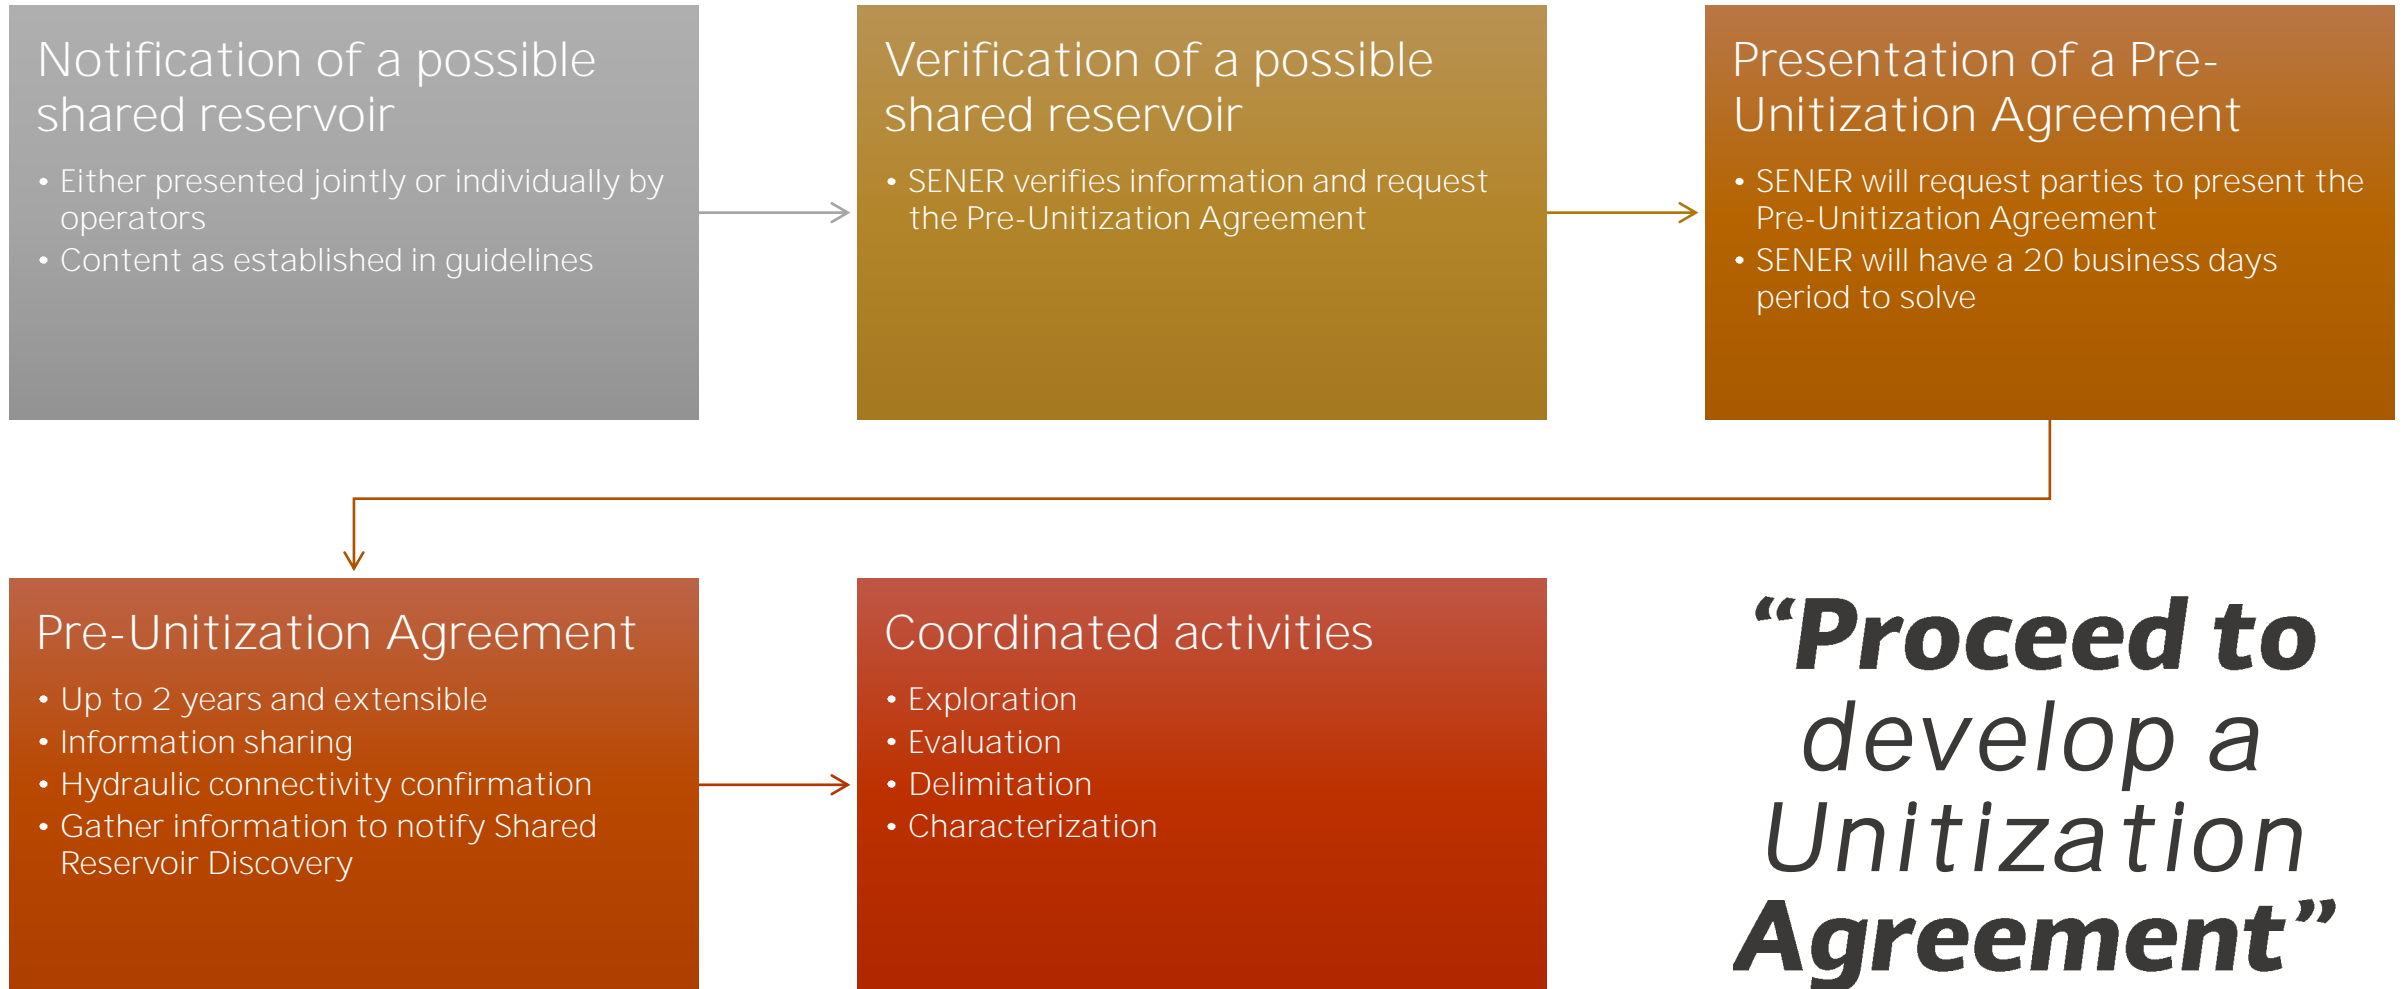 Notification of a possible
shared reservoir
• Either presented jointly or individually by
operators
• Content as established in guidelines
Verification of a possible
shared reservoir
• SENER verifies information and request
the Pre-Unitization Agreement
Presentation of a Pre-
Unitization Agreement
• SENER will request parties to present the
Pre-Unitization Agreement
• SENER will have a 20 business days
period to solve
Pre-Unitization Agreement
• Up to 2 years and extensible
• Information sharing
• Hydraulic connectivity confirmation
• Gather information to notify Shared
Reservoir Discovery
Coordinated activities
• Exploration
• Evaluation
• Delimitation
• Characterization
“Proceed to
develop a
Unitization
Agreement”